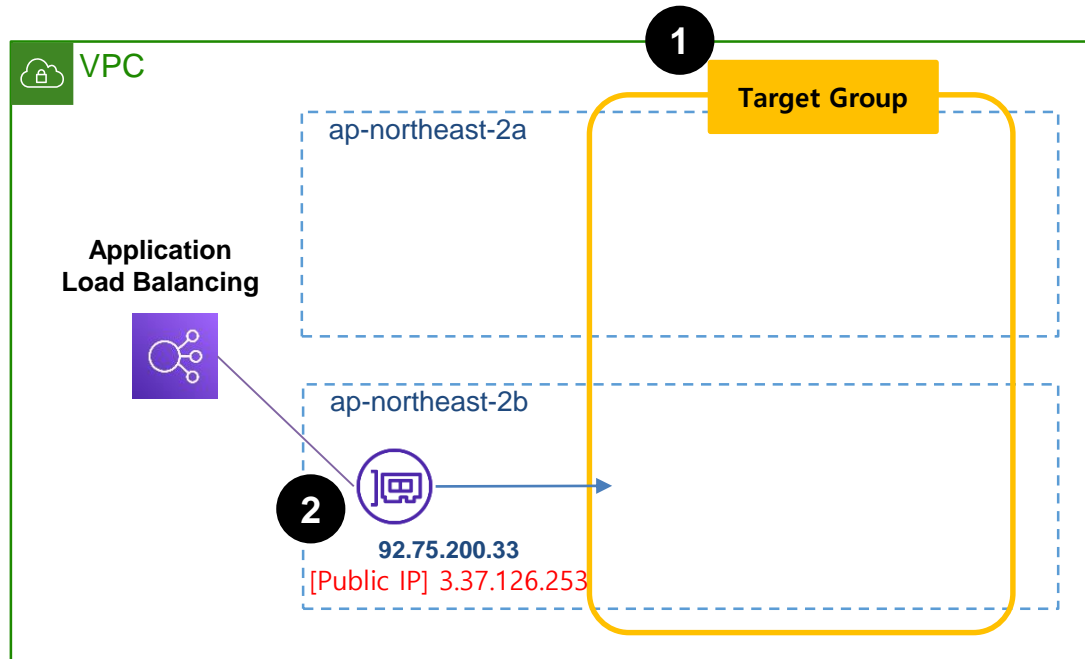 1
VPC
Target Group
ap-northeast-2a
Application
Load Balancing
ap-northeast-2b
2
92.75.200.33
[Public IP] 3.37.126.253